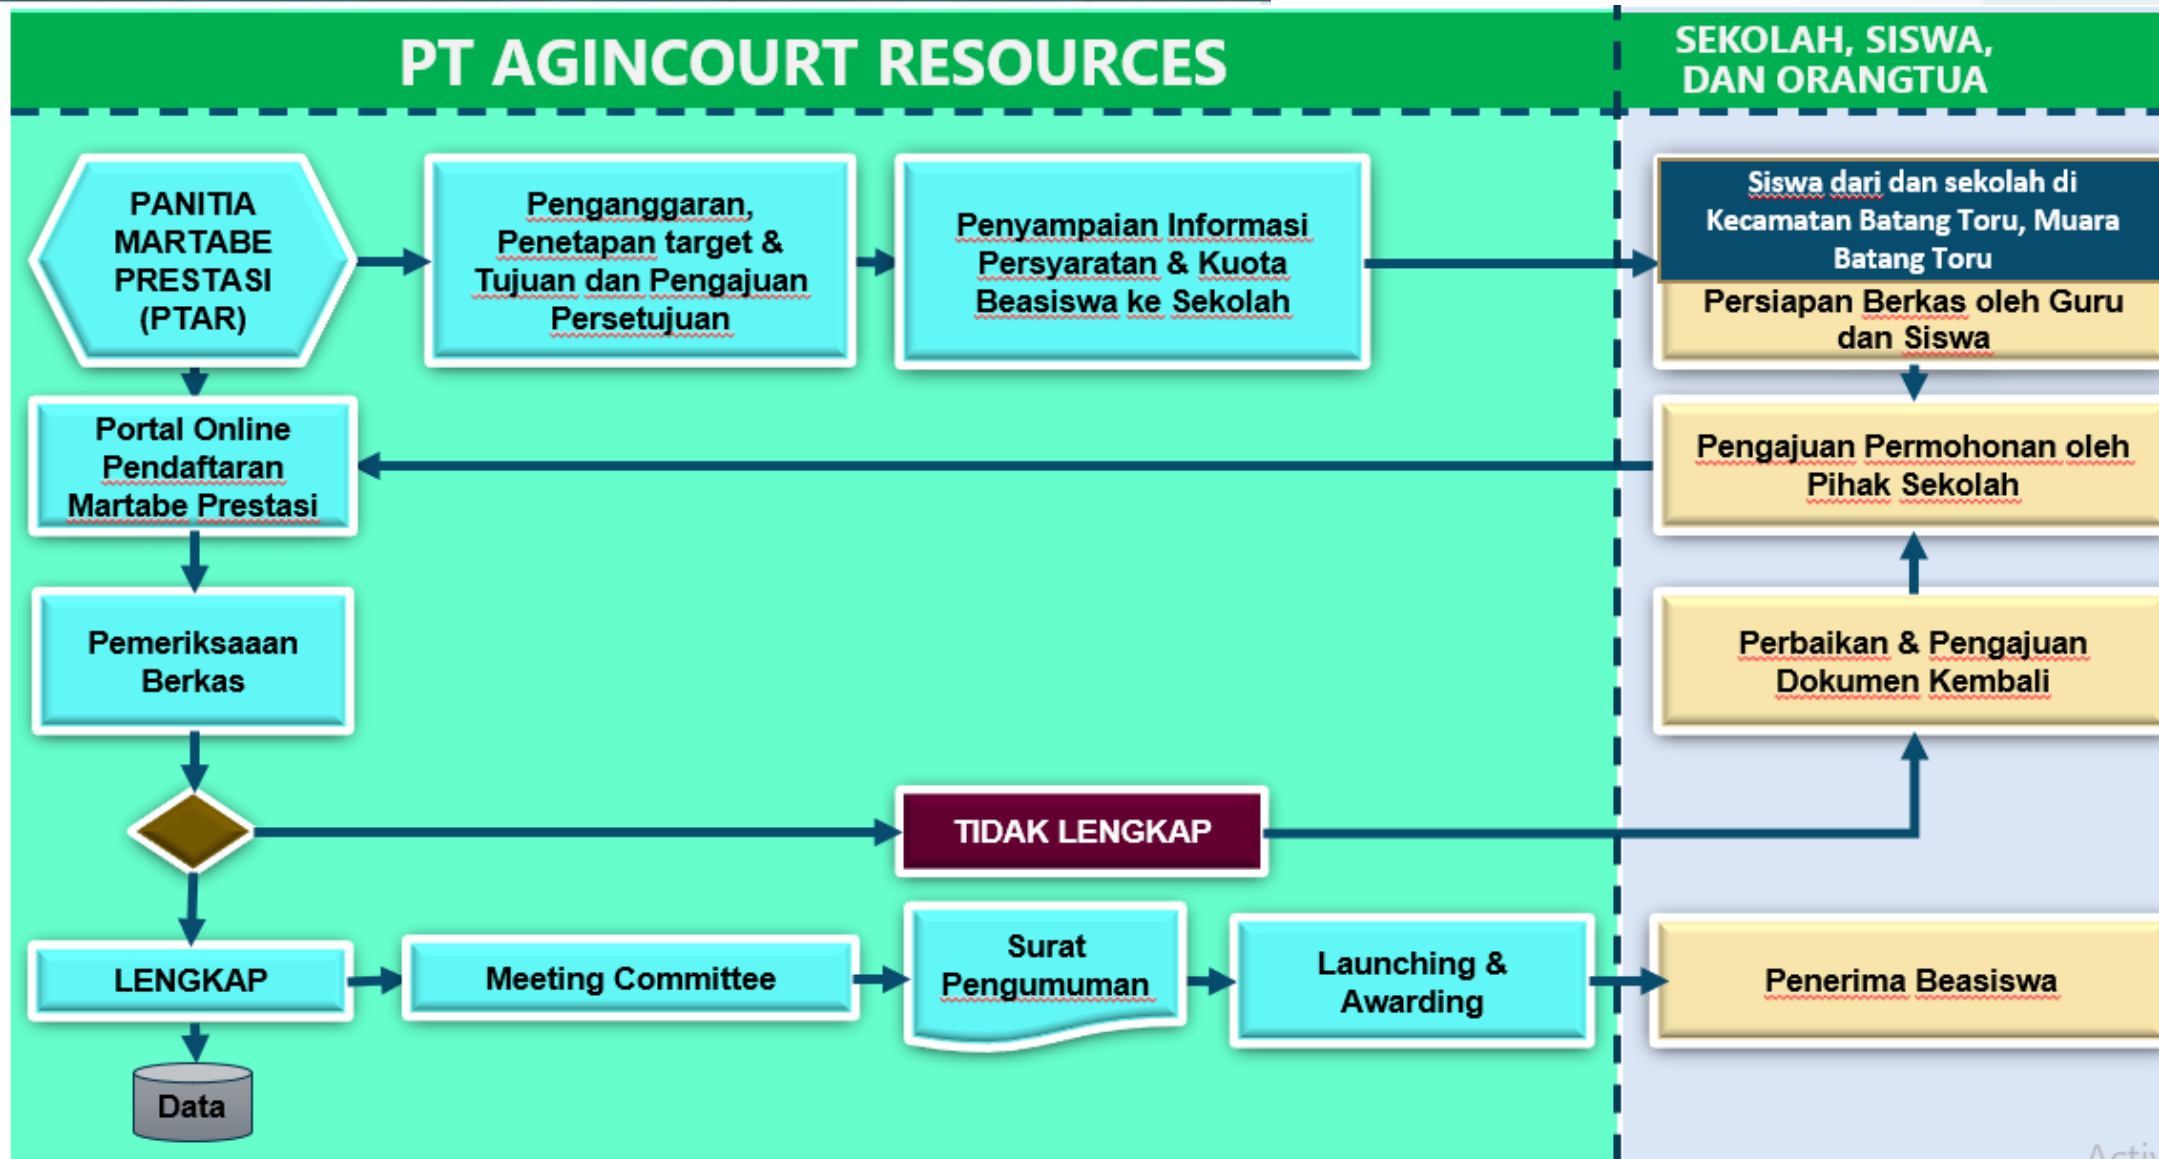 PT AGINCOURT RESOURCES
SEKOLAH, SISWA,
DAN ORANGTUA
PANITIA
MARTABE
PRESTASI
(PTAR)
Penganggaran,
Penetapan target &
Tujuan dan Pengajuan
Persetujuan
Penyampaian Informasi
Persyaratan & Kuota
Beasiswa ke Sekolah
Siswa dari dan sekolah di
Kecamatan Batang Toru, Muara
Batang Toru
Persiapan Berkas oleh Guru
dan Siswa
Portal Online
Pendaftaran
Martabe Prestasi
Pengajuan Permohonan oleh
Pihak Sekolah
Pemeriksaaan
Berkas
Perbaikan & Pengajuan
Dokumen Kembali
TIDAK LENGKAP
LENGKAP
Meeting Committee
Surat
Pengumuman
Launching &
Awarding
Penerima Beasiswa
Data